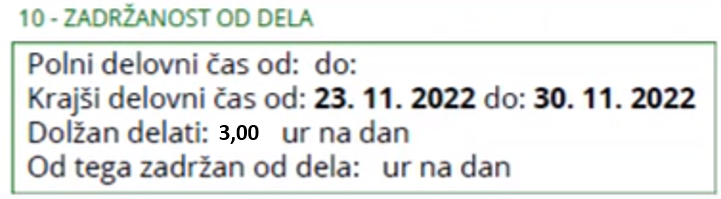 10 - ZADRŽANOST OD DELA
Polni delovni čas od: do:
Krajši delovni čas od: 23. 11. 2022 do: 30. 11. 2022
Dolžan delati: 3,00 ur na dan
Od tega zadržan od dela: ur na dan